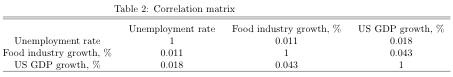 Table 2: Correlation matrix
Unemployment rate Food industry growth, % US GDP growth, %
Unemployment rate 1 0.011 0.018
Food industry growth, % 0.011 1 0.043
US GDP growth, % 0.018 0.043 1